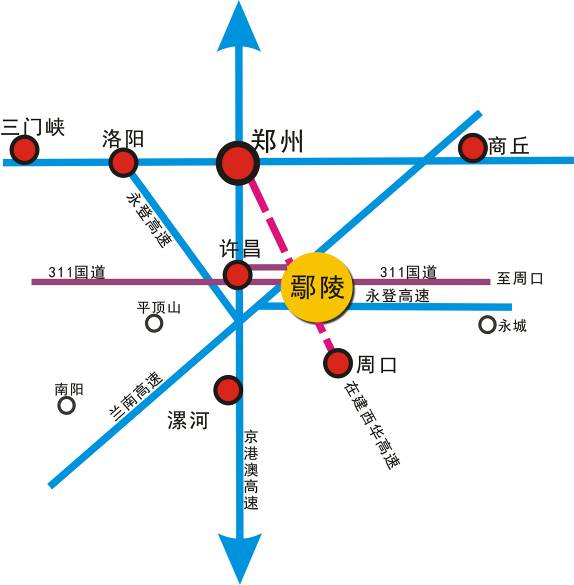 三门峡
洛阳
郑州
商丘
永登高速
许昌
311国道
311国道
至周口
鄢陵
永登高速
平顶山
永城
周口
南阳
兰南高速
漯河
在建西华高速
京港澳高速